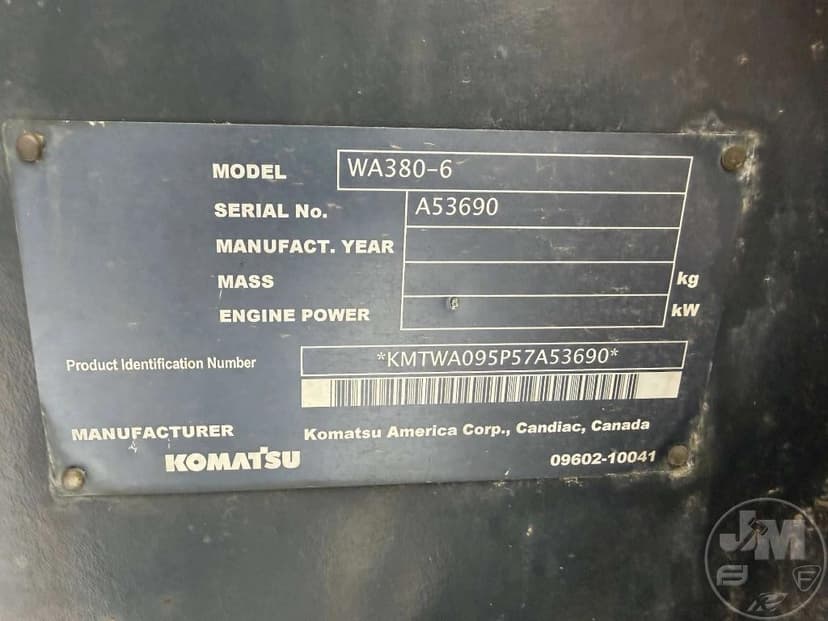 MODEL WA380-6
SERIAL No. A53690
MANUFACT. YEAR
MASS kg
ENGINE POWER kW
Product Identification Number *KMTWA095P57A53690*
MANUFACTURER Komatsu America Corp., Candiac, Canada
KOMATSU 09602-10041
JM
F